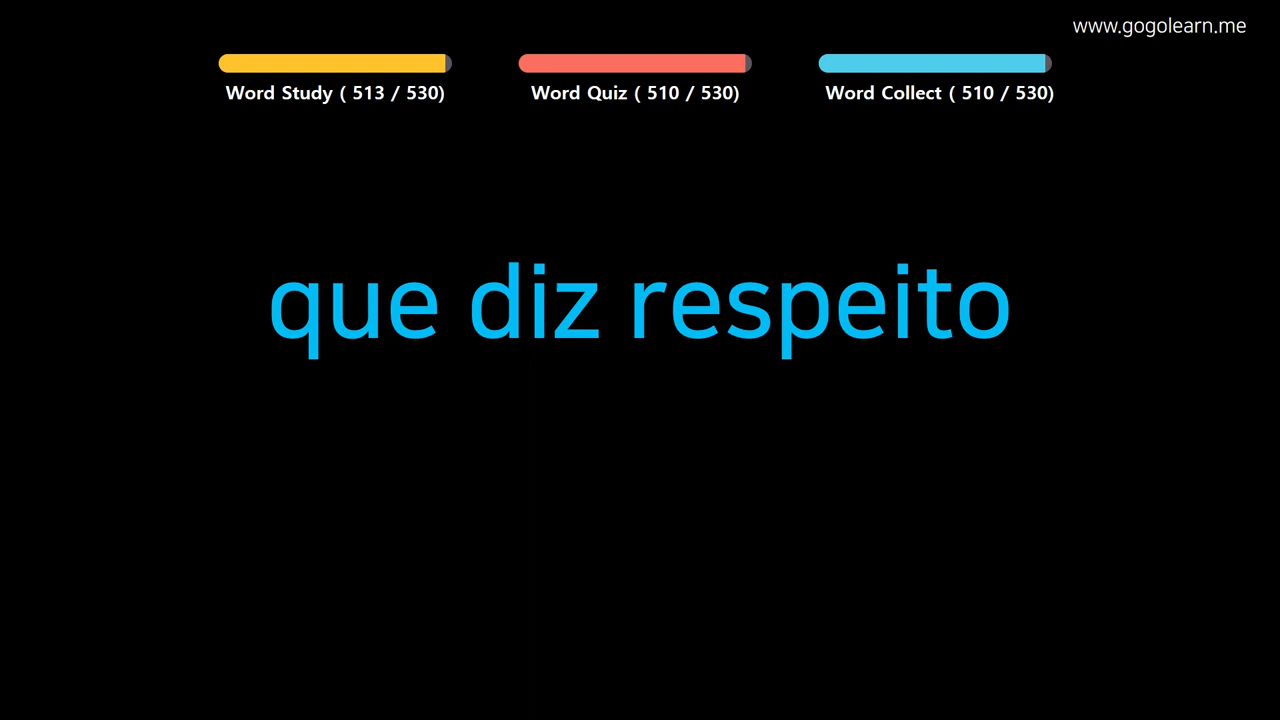 www.gogolearn.me
Word Study ( 513 / 530)
Word Quiz ( 510 / 530)
Word Collect ( 510 / 530)
que diz respeito